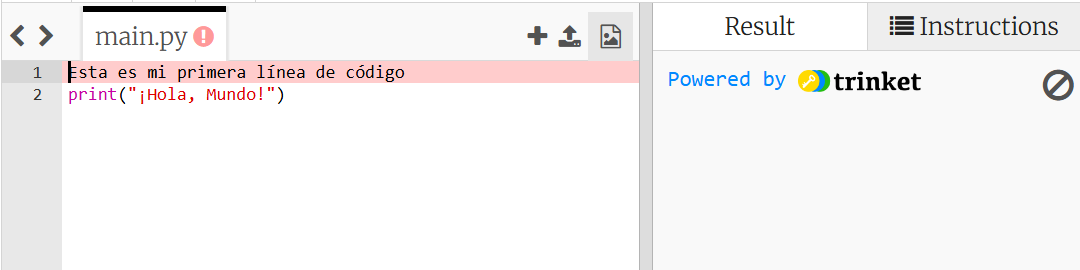 main.py
Result
Instructions
1 Esta es mi primera línea de código
2 print("¡Hola, Mundo!")
Powered by trinket